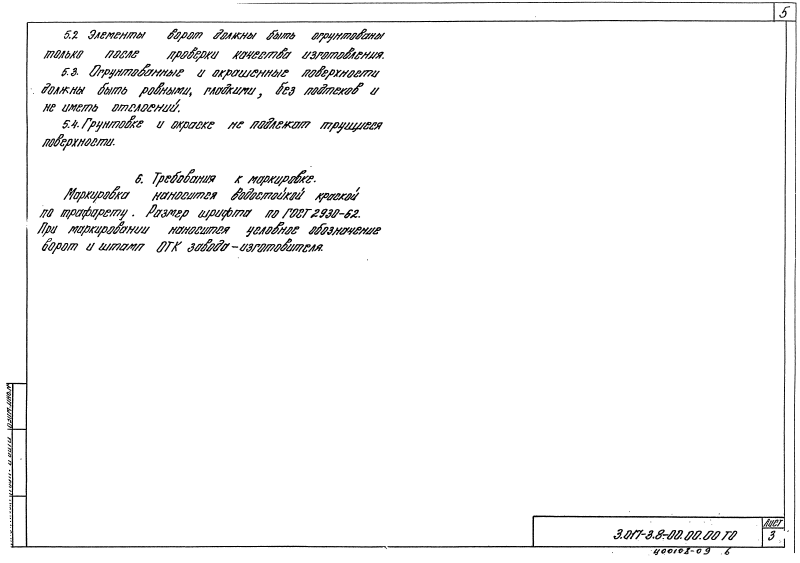 5
5.2 Элементы ворот должны быть огрунтованы
только после проверки качества изготовления.
5.3. Огрунтованные и окрашенные поверхности
должны быть ровными, гладкими, без подтеков и
не иметь отслоений.
5.4. Грунтовке и окраске не подлежат трущиеся
поверхности.
6. Требования к маркировке.
Маркировка наносится водостойкой краской
по трафарету. Размер шрифта по ГОСТ 2930-62.
При маркировании наносится условное обозначение
ворот и штамп ОТК завода-изготовителя.
3.017-3.8-00.00.00 ТО
Лист
3
6